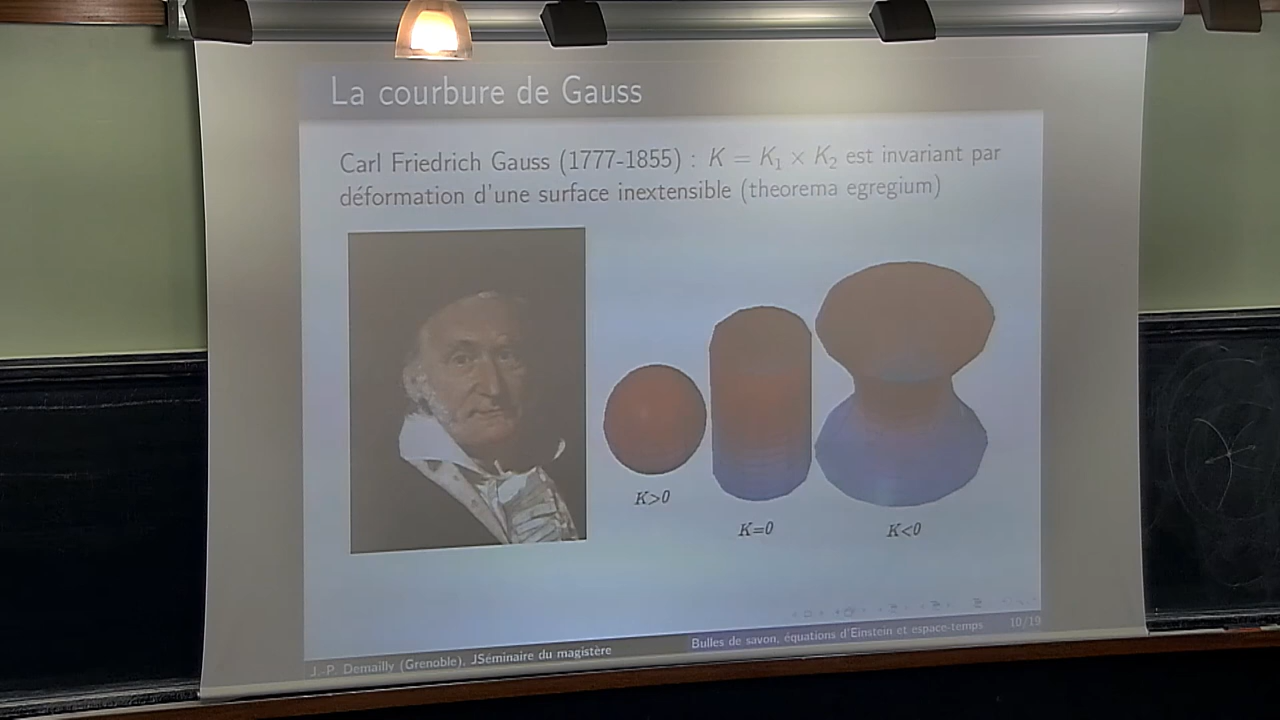 La courbure de Gauss
Carl Friedrich Gauss (1777-1855) : K = K₁ × K₂ est invariant par
déformation d'une surface inextensible (theorema egregium)
K>0
K=0
K<0
J.-P. Demailly (Grenoble), JSéminaire du magistère
Bulles de savon, équations d'Einstein et espace-temps
10/19